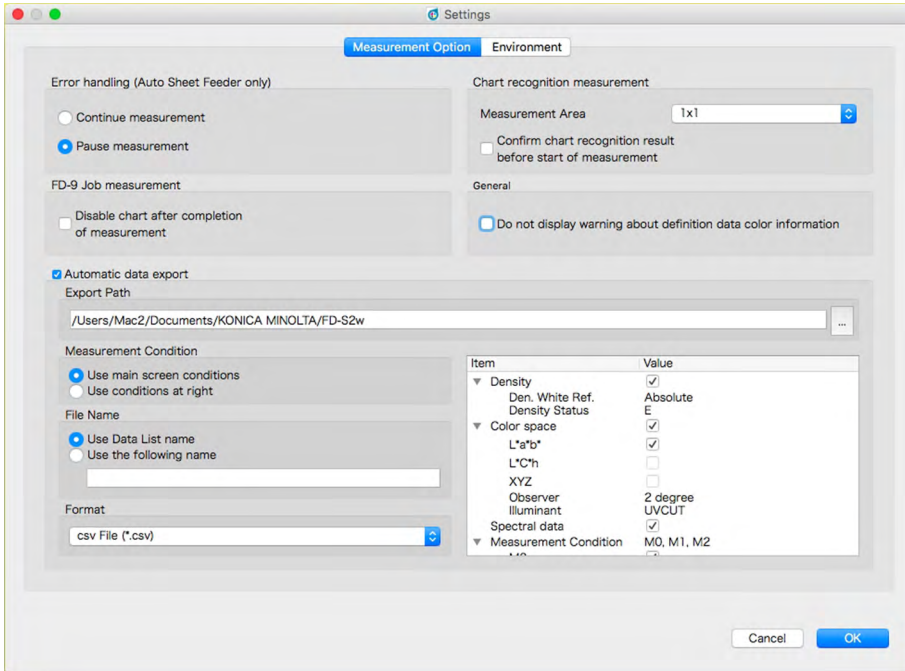 Settings
Measurement Option
Environment
Error handling (Auto Sheet Feeder only)
Continue measurement
Pause measurement
Chart recognition measurement
Measurement Area
1x1
Confirm chart recognition result
before start of measurement
FD-9 Job measurement
Disable chart after completion
of measurement
General
Do not display warning about definition data color information
Automatic data export
Export Path
/Users/Mac2/Documents/KONICA MINOLTA/FD-S2w
...
Measurement Condition
Use main screen conditions
Use conditions at right
File Name
Use Data List name
Use the following name
Format
csv File (*.csv)
Item Value
Density
Den. White Ref. Absolute
Density Status E
Color space
L*a*b*
L*C*h
XYZ
Observer 2 degree
Illuminant UVCUT
Spectral data
Measurement Condition M0, M1, M2
Cancel
OK